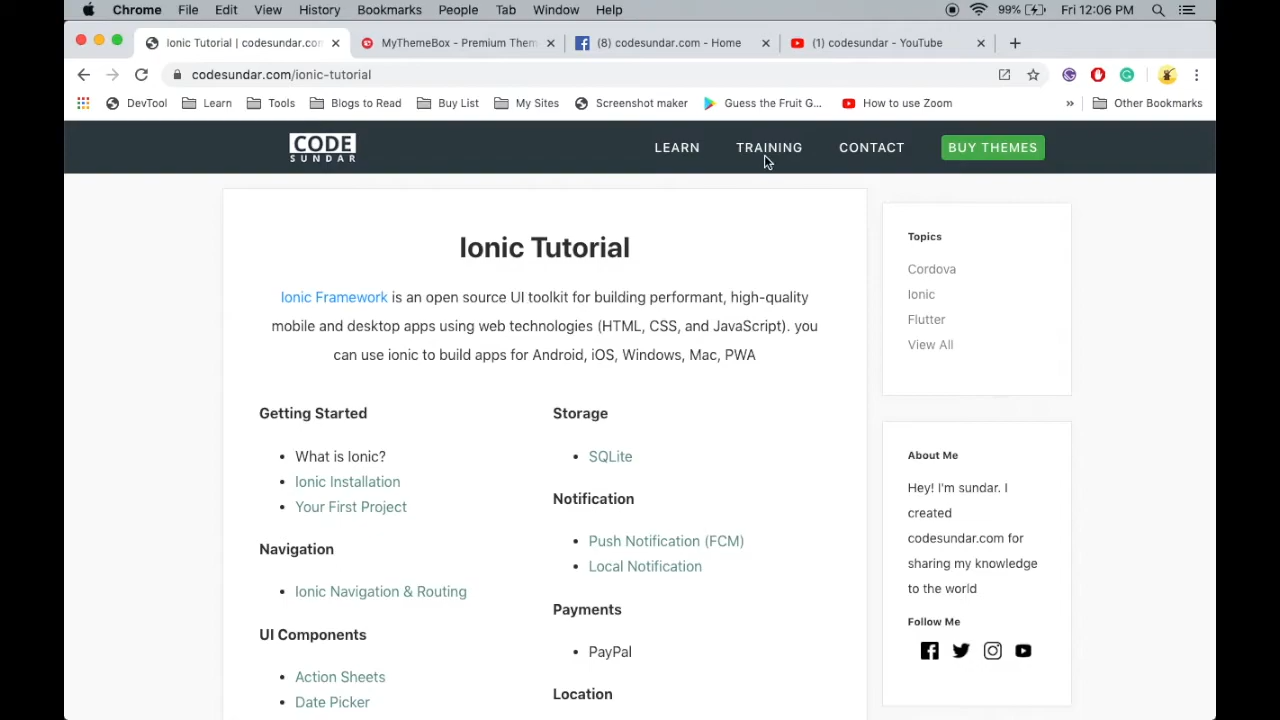 Chrome File Edit View History Bookmarks People Tab Window Help 99% Fri 12:06 PM
Ionic Tutorial | codesundar.con MyThemeBox - Premium Them (8) codesundar.com - Home (1) codesundar - YouTube
codesundar.com/ionic-tutorial
DevTool Learn Tools Blogs to Read Buy List My Sites Screenshot maker Guess the Fruit G... How to use Zoom » Other Bookmarks
CODE
SUNDAR
LEARN TRAINING CONTACT BUY THEMES
Ionic Tutorial
Ionic Framework is an open source UI toolkit for building performant, high-quality
mobile and desktop apps using web technologies (HTML, CSS, and JavaScript). you
can use ionic to build apps for Android, iOS, Windows, Mac, PWA
Getting Started
• What is Ionic?
• Ionic Installation
• Your First Project
Navigation
• Ionic Navigation & Routing
UI Components
• Action Sheets
• Date Picker
Storage
• SQLite
Notification
• Push Notification (FCM)
• Local Notification
Payments
• PayPal
Location
Topics
Cordova
Ionic
Flutter
View All
About Me
Hey! I'm sundar. I
created
codesundar.com for
sharing my knowledge
to the world
Follow Me